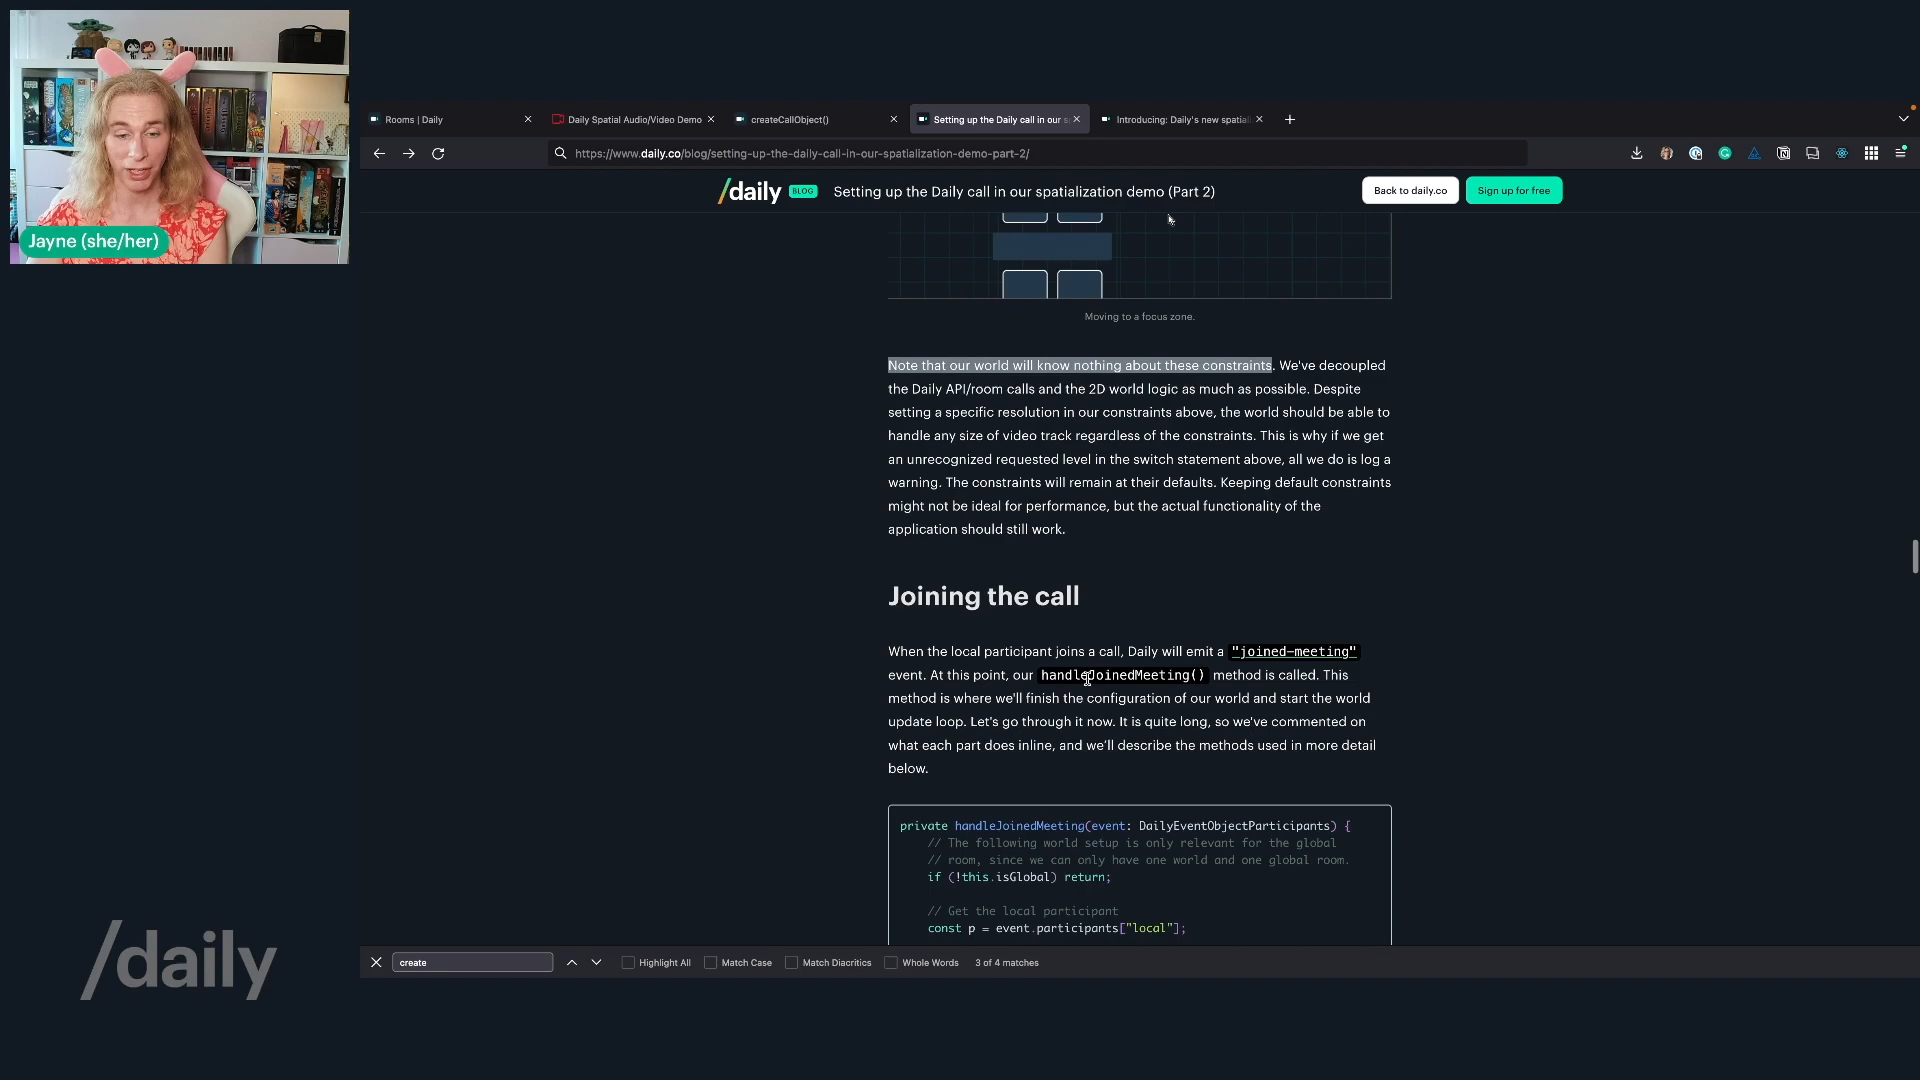 Jayne (she/her)
Rooms | Daily
Daily Spatial Audio/Video Demo
createCallObject()
Setting up the Daily call in our s
Introducing: Daily's new spatial
https://www.daily.co/blog/setting-up-the-daily-call-in-our-spatialization-demo-part-2/
/daily BLOG Setting up the Daily call in our spatialization demo (Part 2)
Back to daily.co
Sign up for free
Moving to a focus zone.
Note that our world will know nothing about these constraints. We've decoupled
the Daily API/room calls and the 2D world logic as much as possible. Despite
setting a specific resolution in our constraints above, the world should be able to
handle any size of video track regardless of the constraints. This is why if we get
an unrecognized requested level in the switch statement above, all we do is log a
warning. The constraints will remain at their defaults. Keeping default constraints
might not be ideal for performance, but the actual functionality of the
application should still work.
Joining the call
When the local participant joins a call, Daily will emit a "joined-meeting"
event. At this point, our handleJoinedMeeting() method is called. This
method is where we'll finish the configuration of our world and start the world
update loop. Let's go through it now. It is quite long, so we've commented on
what each part does inline, and we'll describe the methods used in more detail
below.
private handleJoinedMeeting(event: DailyEventObjectParticipants) {
// The following world setup is only relevant for the global
// room, since we can only have one world and one global room.
if (!this.isGlobal) return;
// Get the local participant
const p = event.participants["local"];
/daily
create
Highlight All
Match Case
Match Diacritics
Whole Words
3 of 4 matches